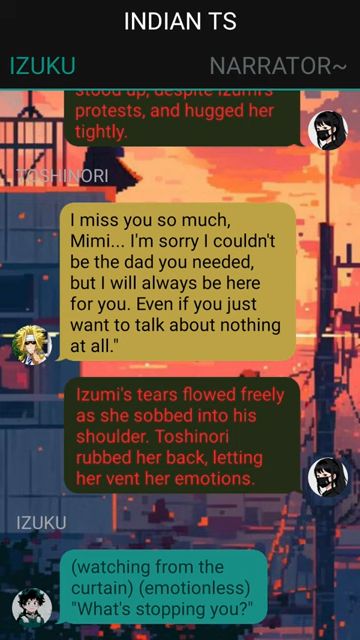 INDIAN TS
IZUKU NARRATOR~
stood up, despite Izumi's
protests, and hugged her
tightly.
TOSHINORI
I miss you so much,
Mimi... I'm sorry I couldn't
be the dad you needed,
but I will always be here
for you. Even if you just
want to talk about nothing
at all."
Izumi's tears flowed freely
as she sobbed into his
shoulder. Toshinori
rubbed her back, letting
her vent her emotions.
IZUKU
(watching from the
curtain) (emotionless)
"What's stopping you?"